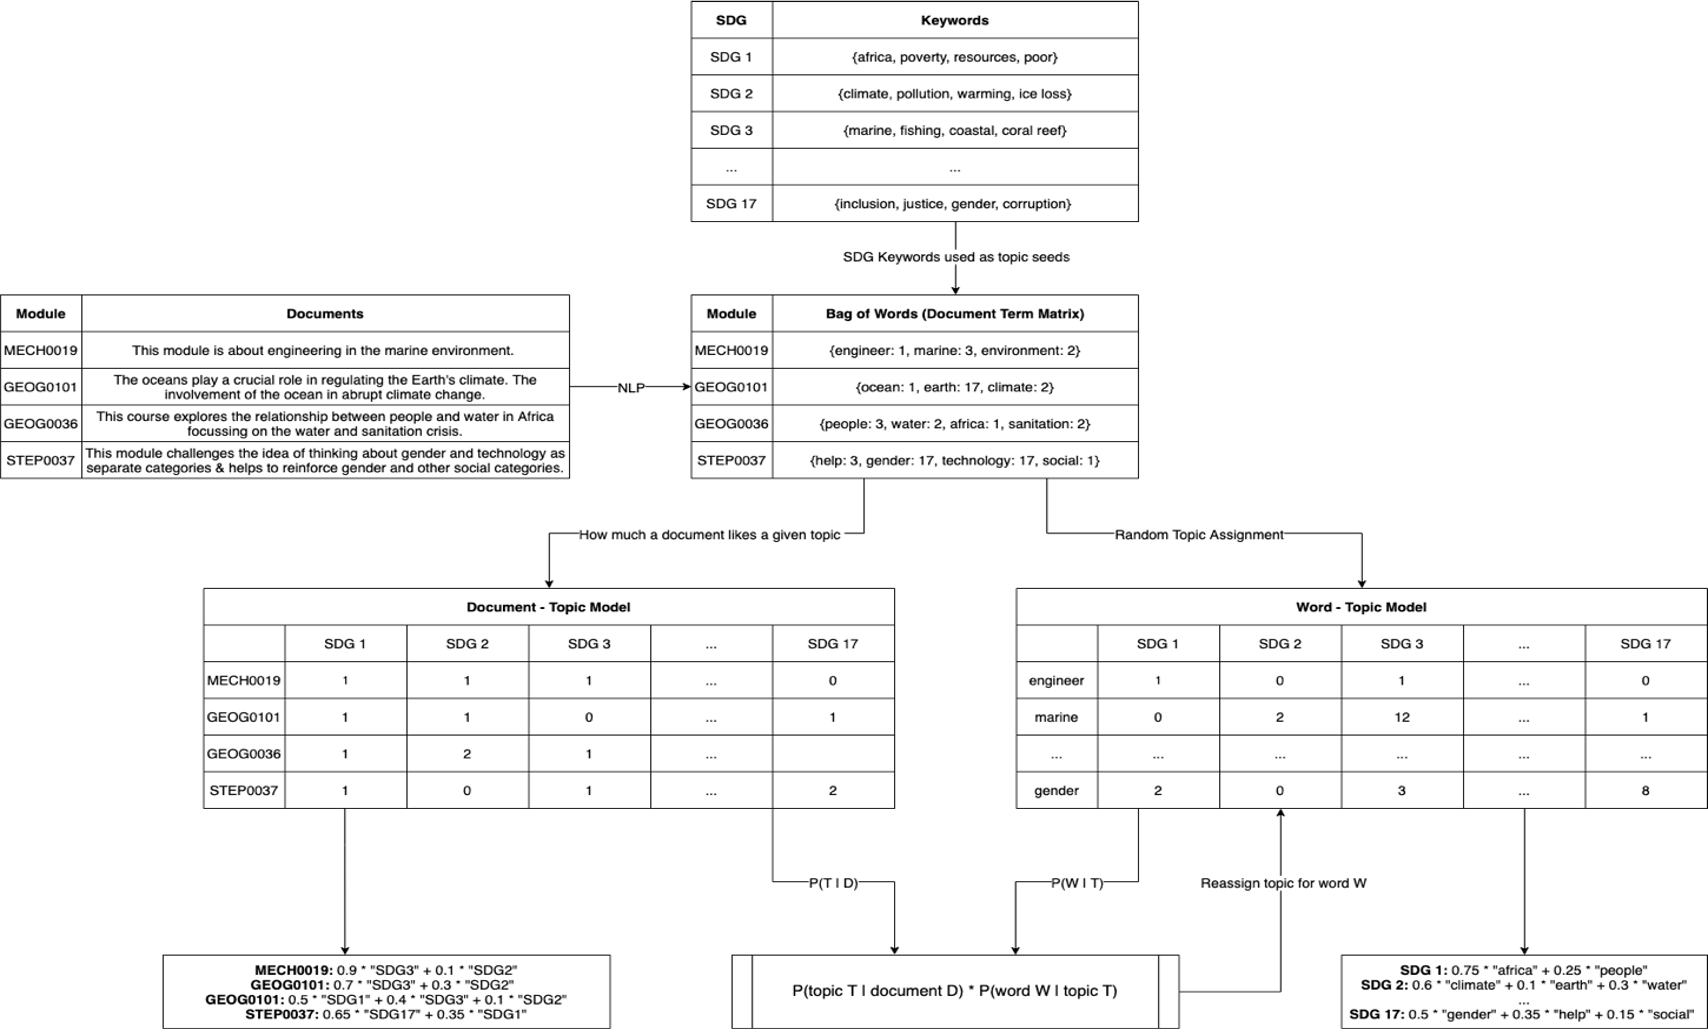 SDG Keywords
SDG 1 {africa, poverty, resources, poor}
SDG 2 {climate, pollution, warming, ice loss}
SDG 3 {marine, fishing, coastal, coral reef}
... ...
SDG 17 {inclusion, justice, gender, corruption}
SDG Keywords used as topic seeds
Module Documents
MECH0019 This module is about engineering in the marine environment.
GEOG0101 The oceans play a crucial role in regulating the Earth's climate. The
involvement of the ocean in abrupt climate change.
GEOG0036 This course explores the relationship between people and water in Africa
focussing on the water and sanitation crisis.
STEP0037 This module challenges the idea of thinking about gender and technology as
separate categories & helps to reinforce gender and other social categories.
NLP
Module Bag of Words (Document Term Matrix)
MECH0019 {engineer: 1, marine: 3, environment: 2}
GEOG0101 {ocean: 1, earth: 17, climate: 2}
GEOG0036 {people: 3, water: 2, africa: 1, sanitation: 2}
STEP0037 {help: 3, gender: 17, technology: 17, social: 1}
How much a document likes a given topic
Random Topic Assignment
Document - Topic Model
SDG 1 SDG 2 SDG 3 ... SDG 17
MECH0019 1 1 1 ... 0
GEOG0101 1 1 0 ... 1
GEOG0036 1 2 1 ...
STEP0037 1 0 1 ... 2
Word - Topic Model
SDG 1 SDG 2 SDG 3 ... SDG 17
engineer 1 0 1 ... 0
marine 0 2 12 ... 1
... ... ... ... ... ...
gender 2 0 3 ... 8
P(T | D)
P(W | T)
Reassign topic for word W
MECH0019: 0.9 * "SDG3" + 0.1 * "SDG2"
GEOG0101: 0.7 * "SDG3" + 0.3 * "SDG2"
GEOG0101: 0.5 * "SDG1" + 0.4 * "SDG3" + 0.1 * "SDG2"
STEP0037: 0.65 * "SDG17" + 0.35 * "SDG1"
P(topic T | document D) * P(word W | topic T)
SDG 1: 0.75 * "africa" + 0.25 * "people"
SDG 2: 0.6 * "climate" + 0.1 * "earth" + 0.3 * "water"
...
SDG 17: 0.5 * "gender" + 0.35 * "help" + 0.15 * "social"